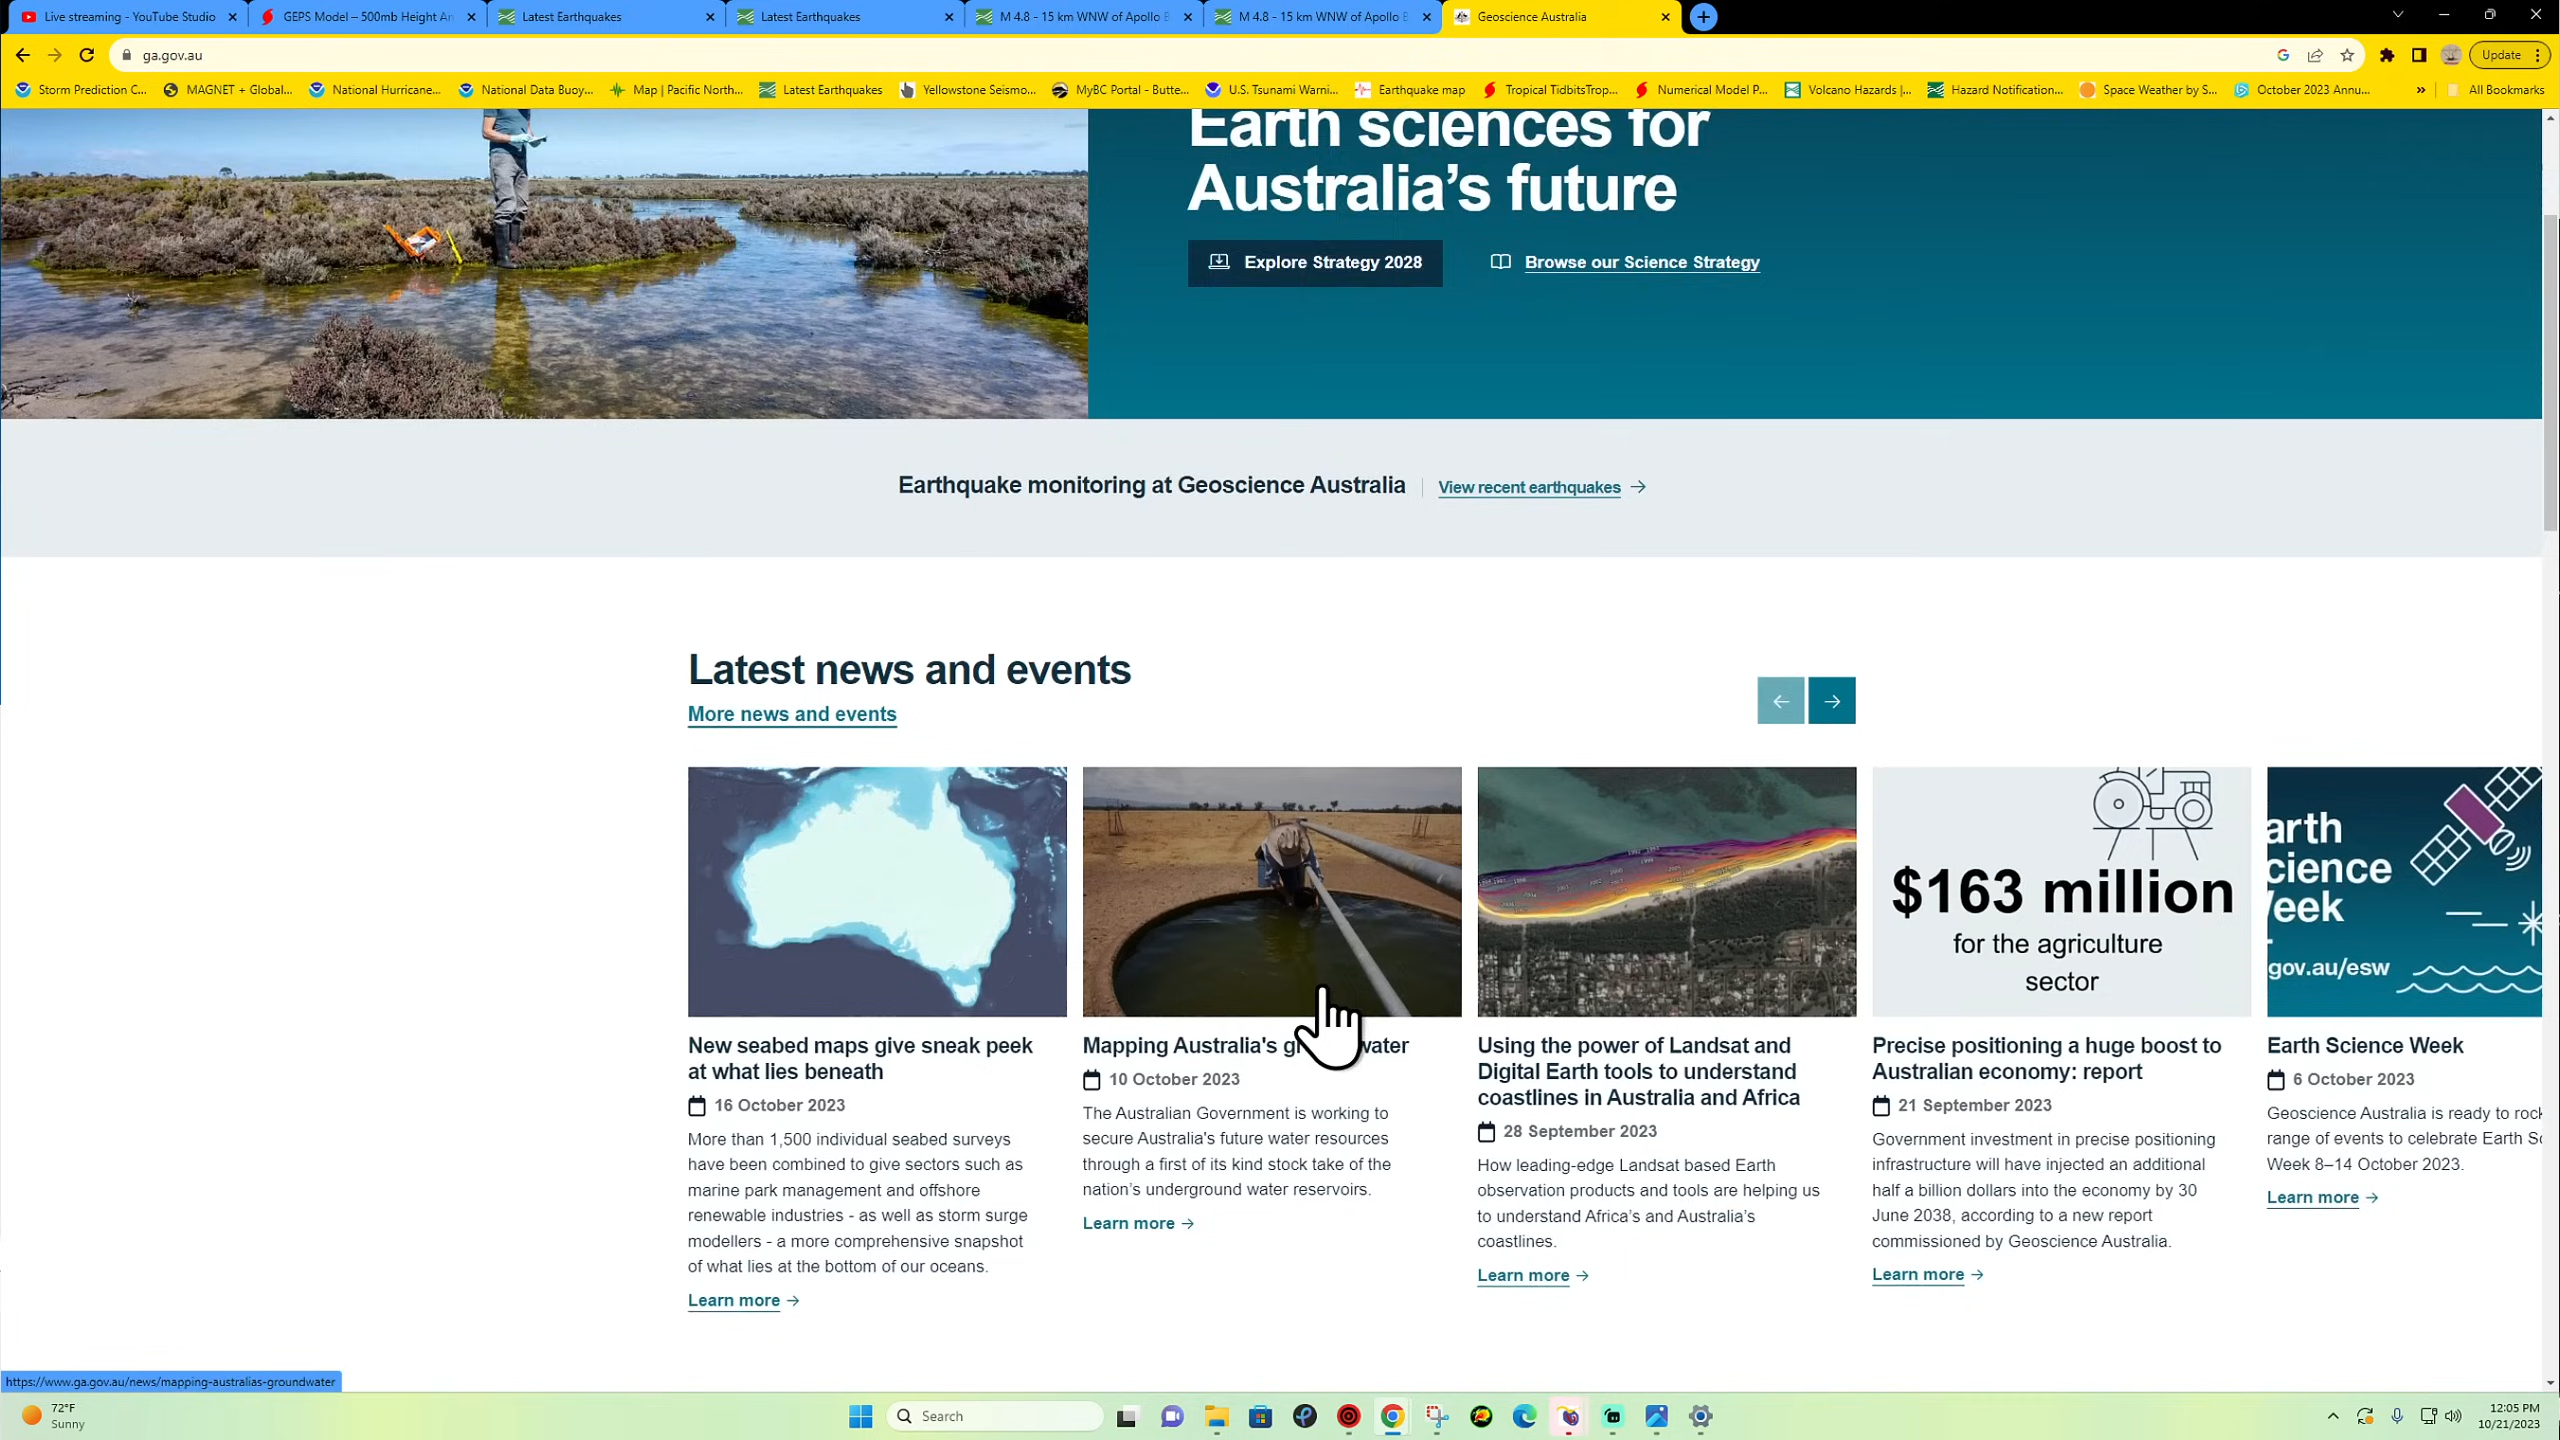 Live streaming - YouTube Studio
GEPS Model – 500mb Height An
Latest Earthquakes
Latest Earthquakes
M 4.8 - 15 km WNW of Apollo B
M 4.8 - 15 km WNW of Apollo B
Geoscience Australia
ga.gov.au
Update
Storm Prediction C...
MAGNET + Global...
National Hurricane...
National Data Buoy...
Map | Pacific North...
Latest Earthquakes
Yellowstone Seismo...
MyBC Portal - Butte...
U.S. Tsunami Warni...
Earthquake map
Tropical TidbitsTrop...
Numerical Model P...
Volcano Hazards |...
Hazard Notification...
Space Weather by S...
October 2023 Annu...
»
All Bookmarks
Earth sciences for
Australia's future
Explore Strategy 2028
Browse our Science Strategy
Earthquake monitoring at Geoscience Australia
View recent earthquakes
Latest news and events
More news and events
$163 million
for the agriculture
sector
arth
cience
eek
gov.au/esw
New seabed maps give sneak peek
at what lies beneath
16 October 2023
More than 1,500 individual seabed surveys
have been combined to give sectors such as
marine park management and offshore
renewable industries - as well as storm surge
modellers - a more comprehensive snapshot
of what lies at the bottom of our oceans.
Learn more
Mapping Australia's gr water
10 October 2023
The Australian Government is working to
secure Australia's future water resources
through a first of its kind stock take of the
nation's underground water reservoirs.
Learn more
Using the power of Landsat and
Digital Earth tools to understand
coastlines in Australia and Africa
28 September 2023
How leading-edge Landsat based Earth
observation products and tools are helping us
to understand Africa's and Australia's
coastlines.
Learn more
Precise positioning a huge boost to
Australian economy: report
21 September 2023
Government investment in precise positioning
infrastructure will have injected an additional
half a billion dollars into the economy by 30
June 2038, according to a new report
commissioned by Geoscience Australia.
Learn more
Earth Science Week
6 October 2023
Geoscience Australia is ready to rock
range of events to celebrate Earth Sc
Week 8–14 October 2023.
Learn more
https://www.ga.gov.au/news/mapping-australias-groundwater
72°F
Sunny
Search
12:05 PM
10/21/2023